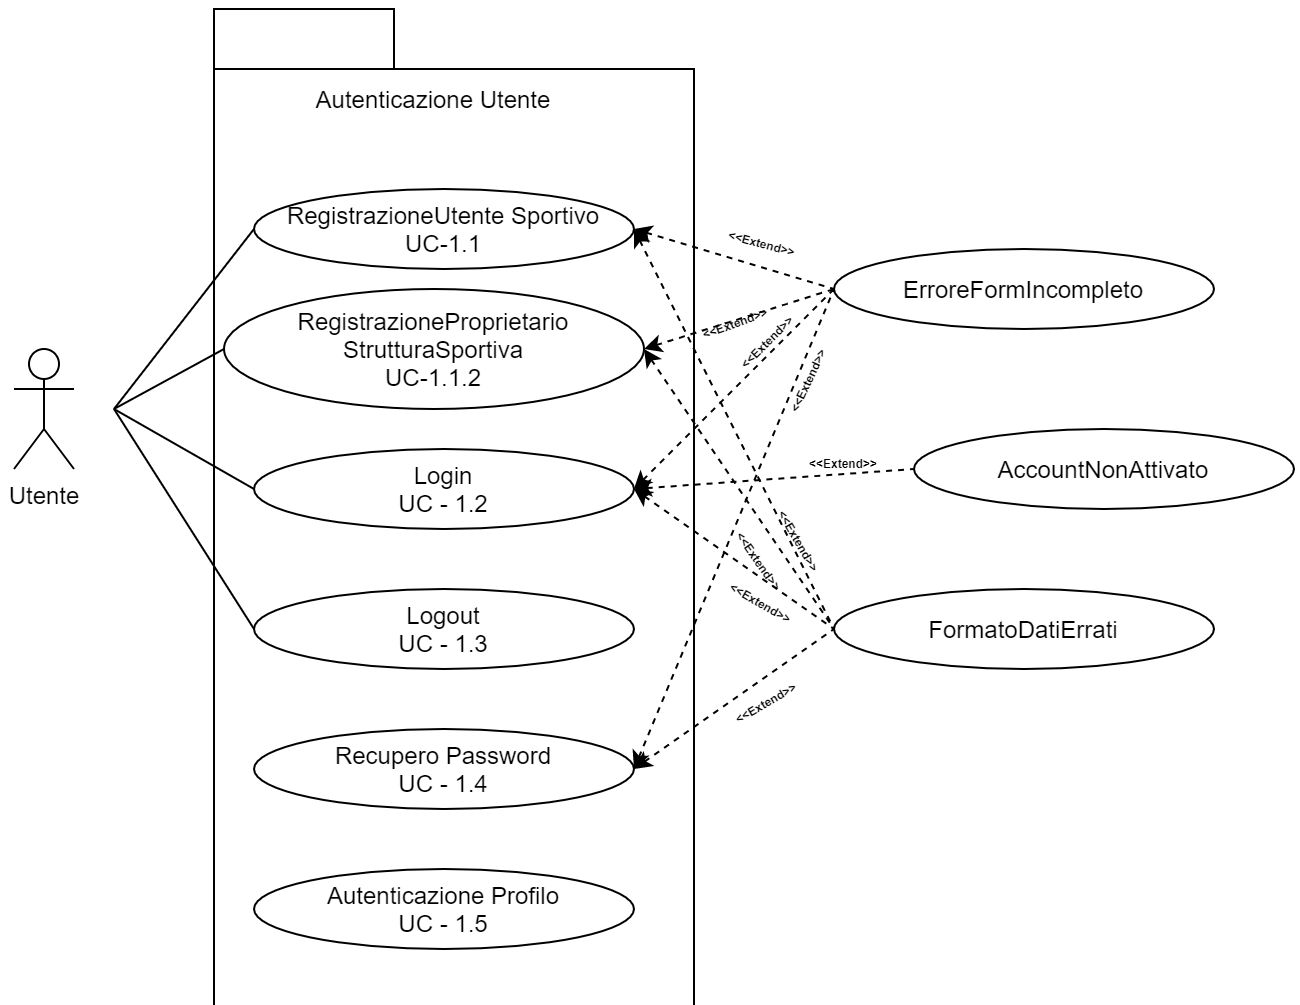 Autenticazione Utente
RegistrazioneUtente Sportivo
UC-1.1
RegistrazioneProprietario
StrutturaSportiva
UC-1.1.2
Login
UC - 1.2
Logout
UC - 1.3
Recupero Password
UC - 1.4
Autenticazione Profilo
UC - 1.5
Utente
<<Extend>>
<<Extend>>
<<Extend>>
<<Extend>>
<<Extend>>
<<Extend>>
<<Extend>>
<<Extend>>
<<Extend>>
ErroreFormIncompleto
AccountNonAttivato
FormatoDatiErrati